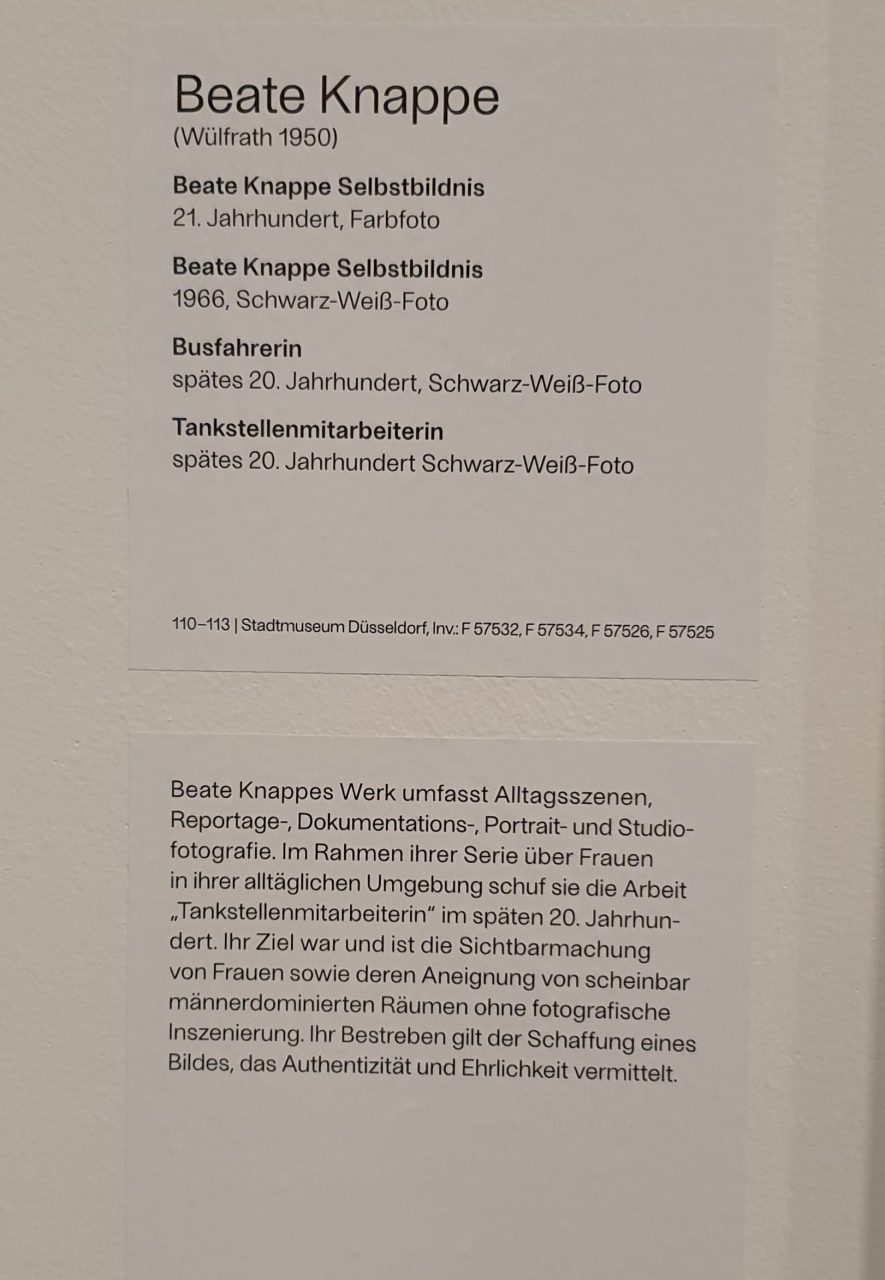 Beate Knappe
(Wülfrath 1950)
Beate Knappe Selbstbildnis
21. Jahrhundert, Farbfoto
Beate Knappe Selbstbildnis
1966, Schwarz-Weiß-Foto
Busfahrerin
spätes 20. Jahrhundert, Schwarz-Weiß-Foto
Tankstellenmitarbeiterin
spätes 20. Jahrhundert Schwarz-Weiß-Foto
110–113 | Stadtmuseum Düsseldorf, Inv.: F 57532, F 57534, F 57526, F 57525
Beate Knappes Werk umfasst Alltagsszenen,
Reportage-, Dokumentations-, Portrait- und Studio-
fotografie. Im Rahmen ihrer Serie über Frauen
in ihrer alltäglichen Umgebung schuf sie die Arbeit
„Tankstellenmitarbeiterin“ im späten 20. Jahrhun-
dert. Ihr Ziel war und ist die Sichtbarmachung
von Frauen sowie deren Aneignung von scheinbar
männerdominierten Räumen ohne fotografische
Inszenierung. Ihr Bestreben gilt der Schaffung eines
Bildes, das Authentizität und Ehrlichkeit vermittelt.